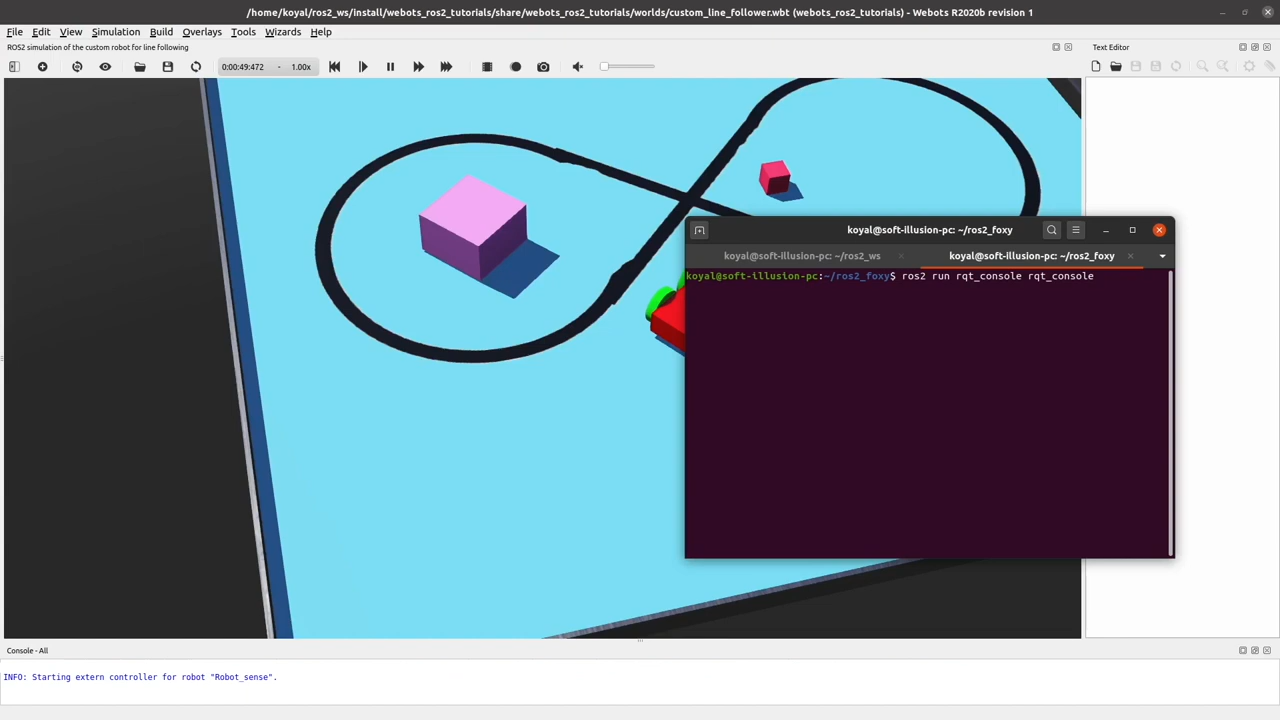 /home/koyal/ros2_ws/install/webots_ros2_tutorials/share/webots_ros2_tutorials/worlds/custom_line_follower.wbt (webots_ros2_tutorials) - Webots R2020b revision 1
File Edit View Simulation Build Overlays Tools Wizards Help
ROS2 simulation of the custom robot for line following
Text Editor
0:00:49:472 - 1.00x
koyal@soft-illusion-pc: ~/ros2_foxy
koyal@soft-illusion-pc: ~/ros2_ws
koyal@soft-illusion-pc: ~/ros2_foxy
koyal@soft-illusion-pc:~/ros2_foxy$ ros2 run rqt_console rqt_console
Console - All
INFO: Starting extern controller for robot "Robot_sense".